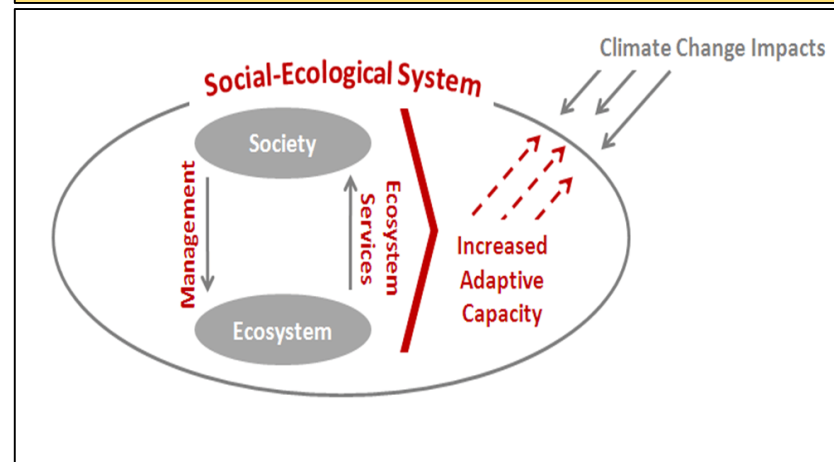 Climate Change Impacts
Social-Ecological System
Society
Management
Ecosystem
Services
Ecosystem
Increased
Adaptive
Capacity